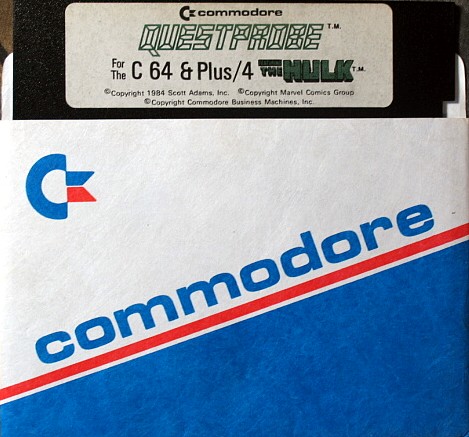 commodore
QUESTPROBE T.M.
For The C 64 & Plus/4 THE HULK T.M.
©Copyright 1984 Scott Adams, Inc. ©Copyright Marvel Comics Group
©Copyright Commodore Business Machines, Inc.
commodore